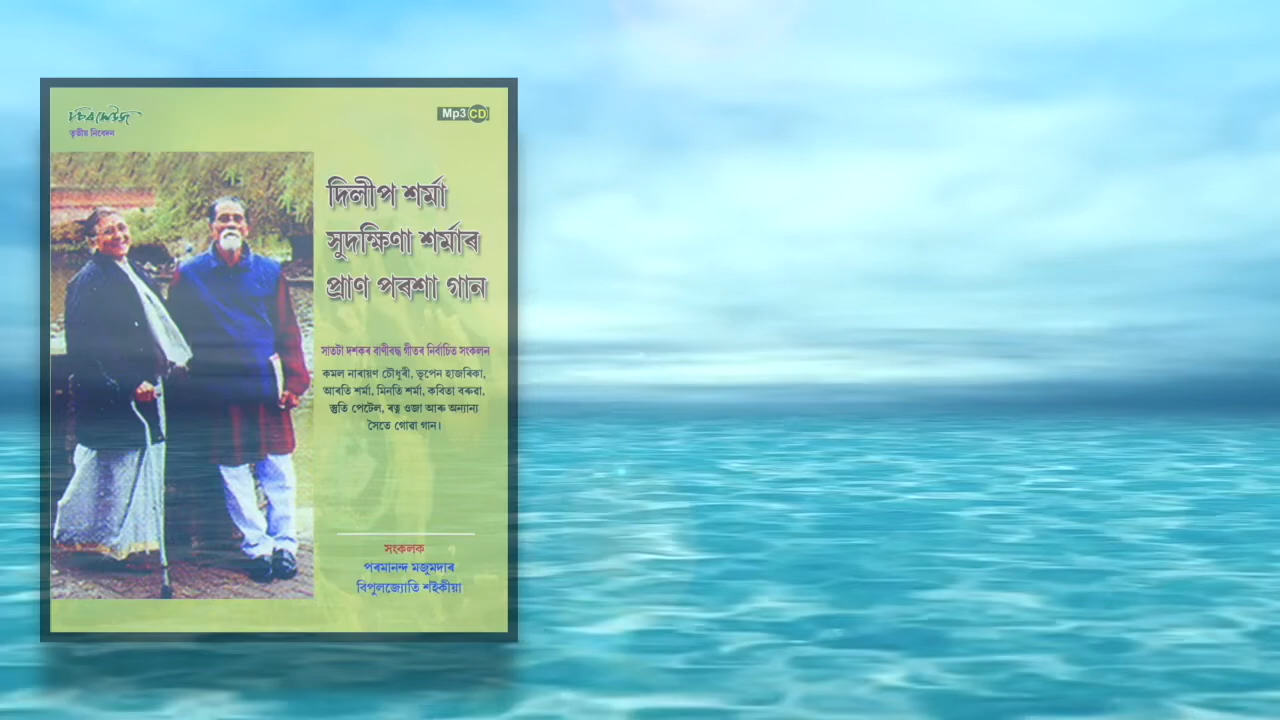 তৃতীয় নিবেদন
Mp3 CD
দিলীপ শৰ্মা
সুদক্ষিণা শৰ্মাৰ
প্ৰাণ পৰশা গান
সাতটা দশকৰ বাণীবদ্ধ গীতৰ নিৰ্বাচিত সংকলন
কমল নাৰায়ণ চৌধুৰী, ভূপেন হাজৰিকা,
আৰতি শৰ্মা, মিনতি শৰ্মা, কবিতা বৰুৱা,
স্তুতি পেটেল, ৰত্ন ওজা আৰু অন্যান্য
সৈতে গোৱা গান।
সংকলক
পৰমানন্দ মজুমদাৰ
বিপুলজ্যোতি শইকীয়া